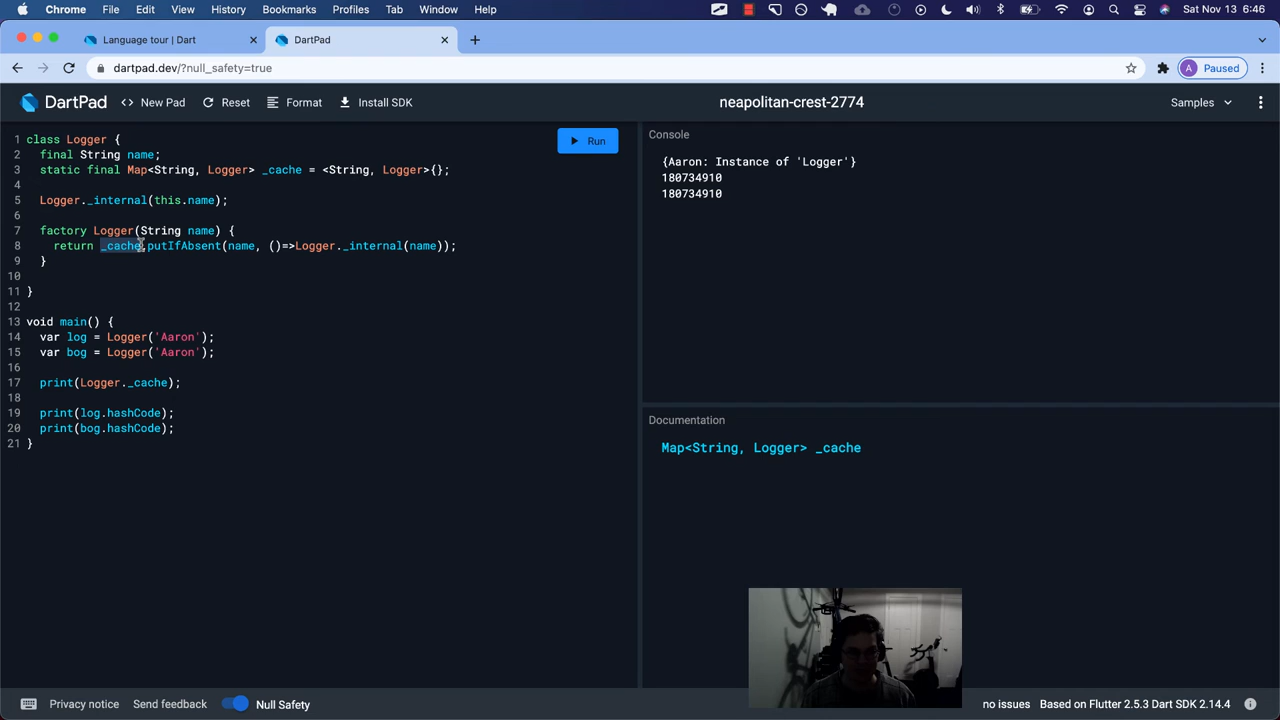 Chrome File Edit View History Bookmarks Profiles Tab Window Help Sat Nov 13 6:46
Language tour | Dart
DartPad
dartpad.dev/?null_safety=true
A Paused
DartPad
New Pad
Reset
Format
Install SDK
neapolitan-crest-2774
Samples
1 class Logger {
2 final String name;
3 static final Map<String, Logger> _cache = <String, Logger>{};
4
5 Logger._internal(this.name);
6
7 factory Logger(String name) {
8 return _cache.putIfAbsent(name, ()=>Logger._internal(name));
9 }
10
11 }
12
13 void main() {
14 var log = Logger('Aaron');
15 var bog = Logger('Aaron');
16
17 print(Logger._cache);
18
19 print(log.hashCode);
20 print(bog.hashCode);
21 }
Run
Console
{Aaron: Instance of 'Logger'}
180734910
180734910
Documentation
Map<String, Logger> _cache
Privacy notice
Send feedback
Null Safety
no issues
Based on Flutter 2.5.3 Dart SDK 2.14.4